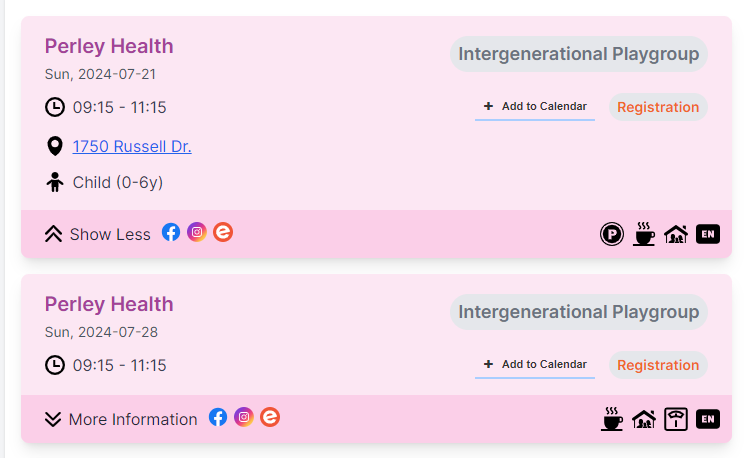 Perley Health
Intergenerational Playgroup
Sun, 2024-07-21
09:15 - 11:15
+ Add to Calendar
Registration
1750 Russell Dr.
Child (0-6y)
Show Less
P
EN
Perley Health
Intergenerational Playgroup
Sun, 2024-07-28
09:15 - 11:15
+ Add to Calendar
Registration
More Information
EN